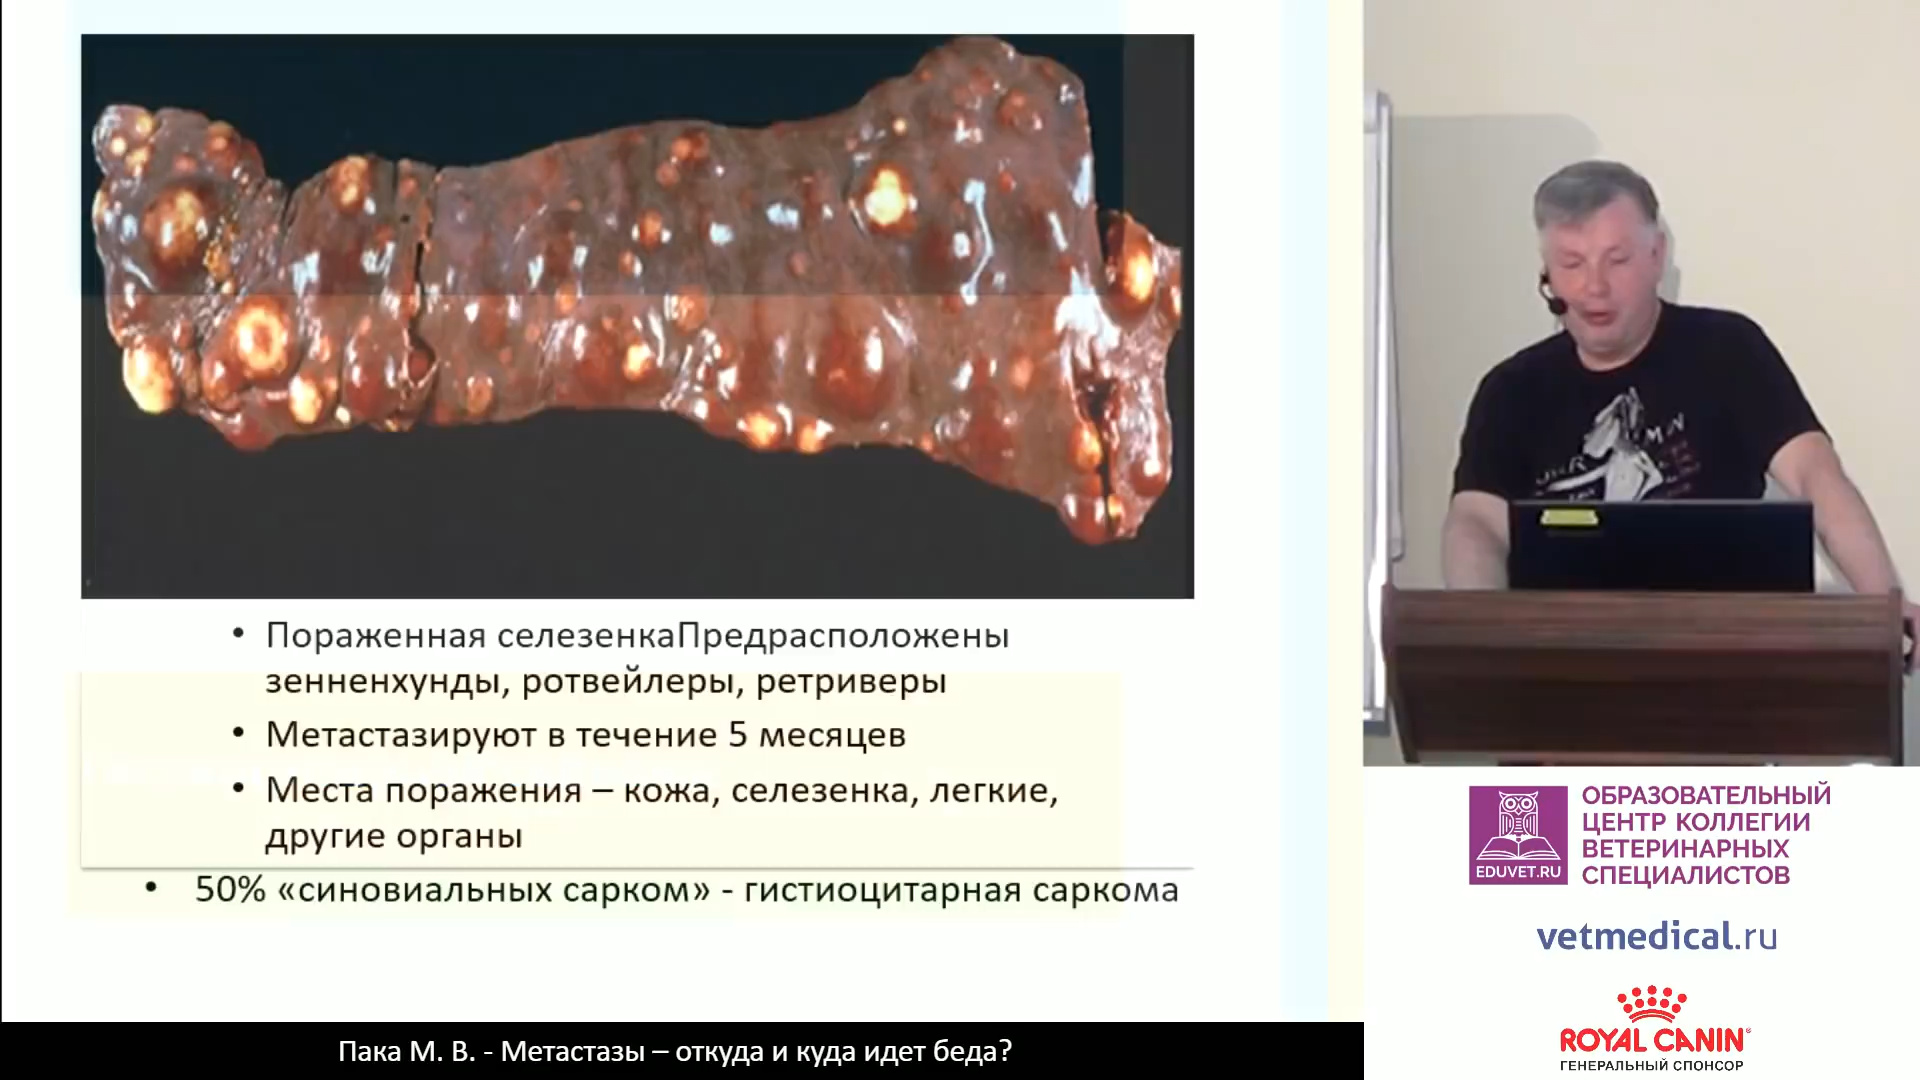 • Пораженная селезенкаПредрасположены
зенненхунды, ротвейлеры, ретриверы
• Метастазируют в течение 5 месяцев
• Места поражения – кожа, селезенка, легкие,
другие органы
• 50% «синовиальных сарком» - гистиоцитарная саркома
Пака М. В. - Метастазы – откуда и куда идет беда?
EDUVET.RU
ОБРАЗОВАТЕЛЬНЫЙ
ЦЕНТР КОЛЛЕГИИ
ВЕТЕРИНАРНЫХ
СПЕЦИАЛИСТОВ
vetmedical.ru
ROYAL CANIN®
ГЕНЕРАЛЬНЫЙ СПОНСОР